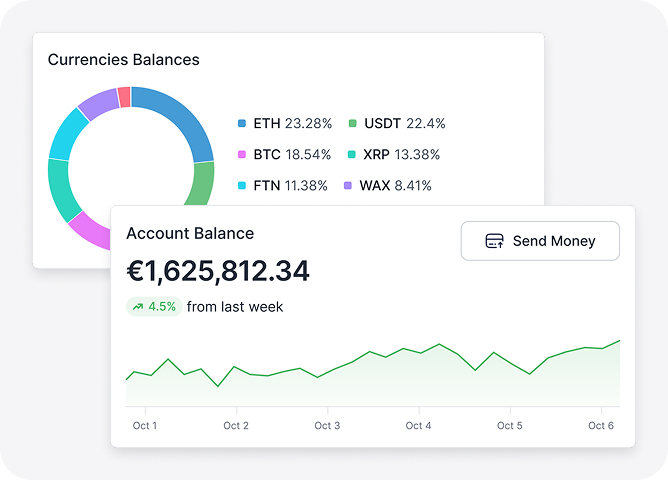 Currencies Balances
ETH 23.28% USDT 22.4%
BTC 18.54% XRP 13.38%
FTN 11.38% WAX 8.41%
Account Balance
Send Money
€1,625,812.34
4.5% from last week
Oct 1 Oct 2 Oct 3 Oct 4 Oct 5 Oct 6